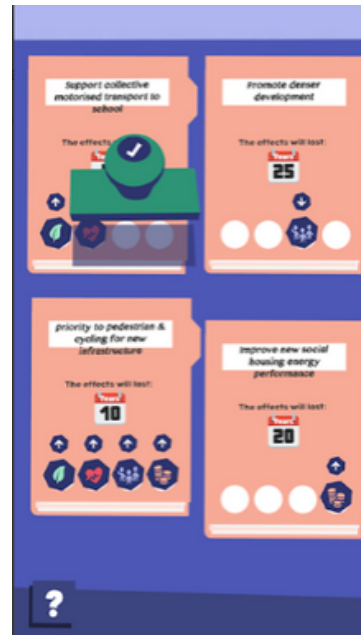 Support collective
motorised transport to
school
The effects
Promote denser
development
The effects will last:
Years
25
priority to pedestrian &
cycling for new
infrastructure
The effects will last:
Years
10
Improve new social
housing energy
performance
The effects will last:
Years
20
?